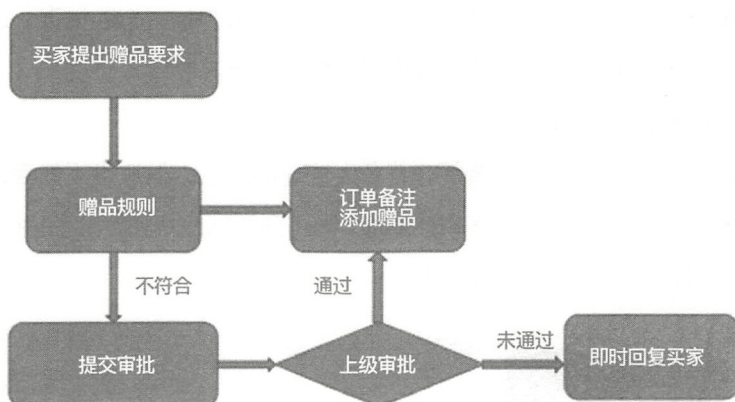 买家提出赠品要求
赠品规则
订单备注
添加赠品
不符合
通过
提交审批
上级审批
未通过
即时回复买家